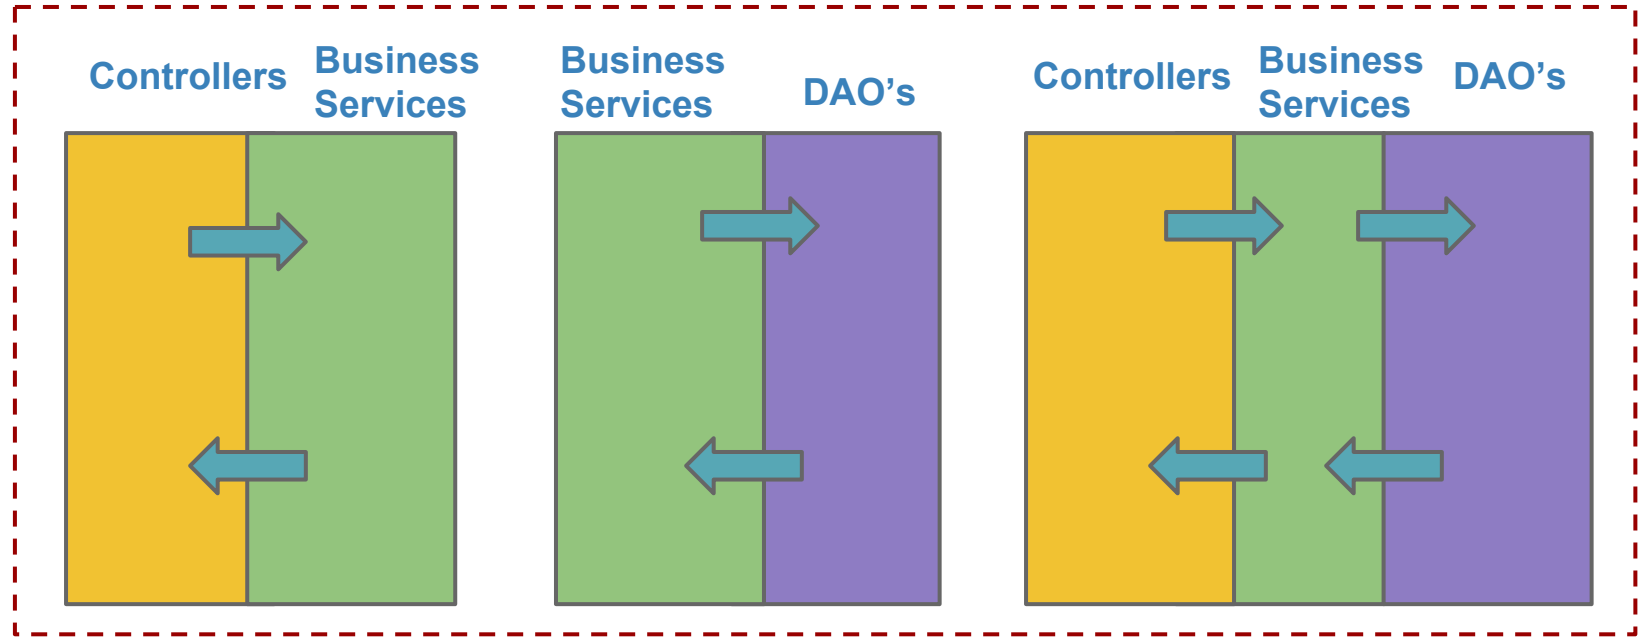 Controllers
Business
Services
Business
Services
DAO's
Controllers
Business
Services
DAO's